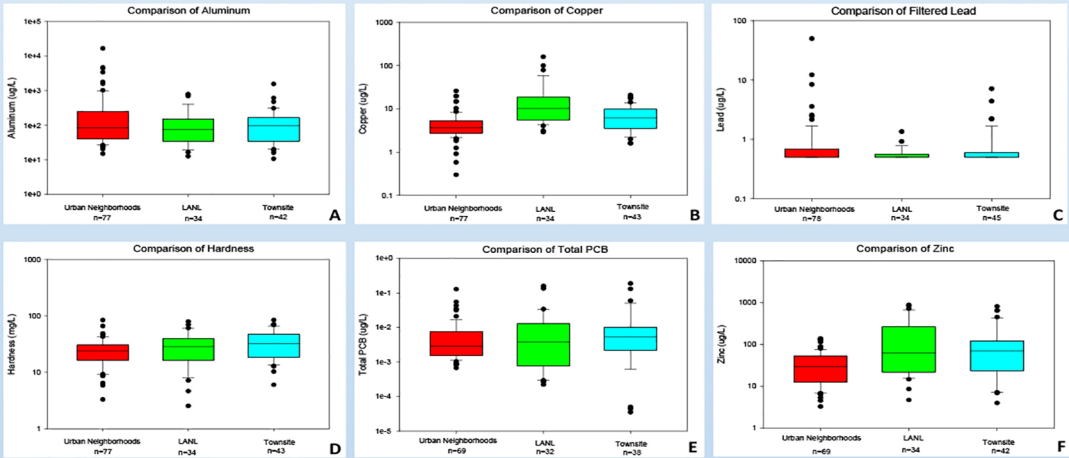 Comparison of Aluminum
Aluminum (ug/L)
1e+5
1e+4
1e+3
1e+2
1e+1
1e+0
Urban Neighborhoods
n=77
LANL
n=34
Townsite
n=42
A
Comparison of Copper
Copper (ug/L)
1000
100
10
1
0.1
Urban Neighborhoods
n=77
LANL
n=34
Townsite
n=43
B
Comparison of Filtered Lead
Lead (ug/L)
100
10
1
0.1
Urban Neighborhoods
n=78
LANL
n=34
Townsite
n=45
C
Comparison of Hardness
Hardness (mg/L)
1000
100
10
1
Urban Neighborhoods
n=77
LANL
n=34
Townsite
n=43
D
Comparison of Total PCB
Total PCB (ug/L)
1e+0
1e-1
1e-2
1e-3
1e-4
1e-5
Urban Neighborhoods
n=69
LANL
n=32
Townsite
n=38
E
Comparison of Zinc
Zinc (ug/L)
10000
1000
100
10
1
Urban Neighborhoods
n=69
LANL
n=34
Townsite
n=42
F